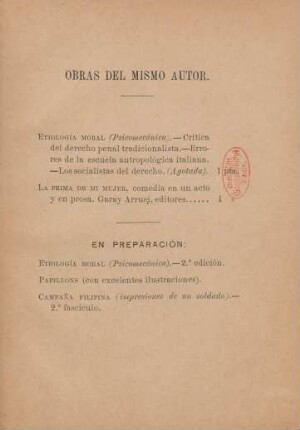 OBRAS DEL MISMO AUTOR.
ETIOLOGÍA MORAL (Psicomecánica).—Crítica
del derecho penal tradicionalista.—Erro-
res de la escuela antropológica italiana.
—Los socialistas del derecho. (Agotada). 1 pta.
LA PRIMA DE MI MUJER, comedia en un acto
y en prosa. Garay Arruej, editores...... 1
EN PREPARACIÓN:
ETIOLOGÍA MORAL (Psicomecánica).—2.ª edición.
PAPILLONS (con excelentes ilustraciones).
CAMPAÑA FILIPINA (impresiones de un soldado).—
2.º fascículo.